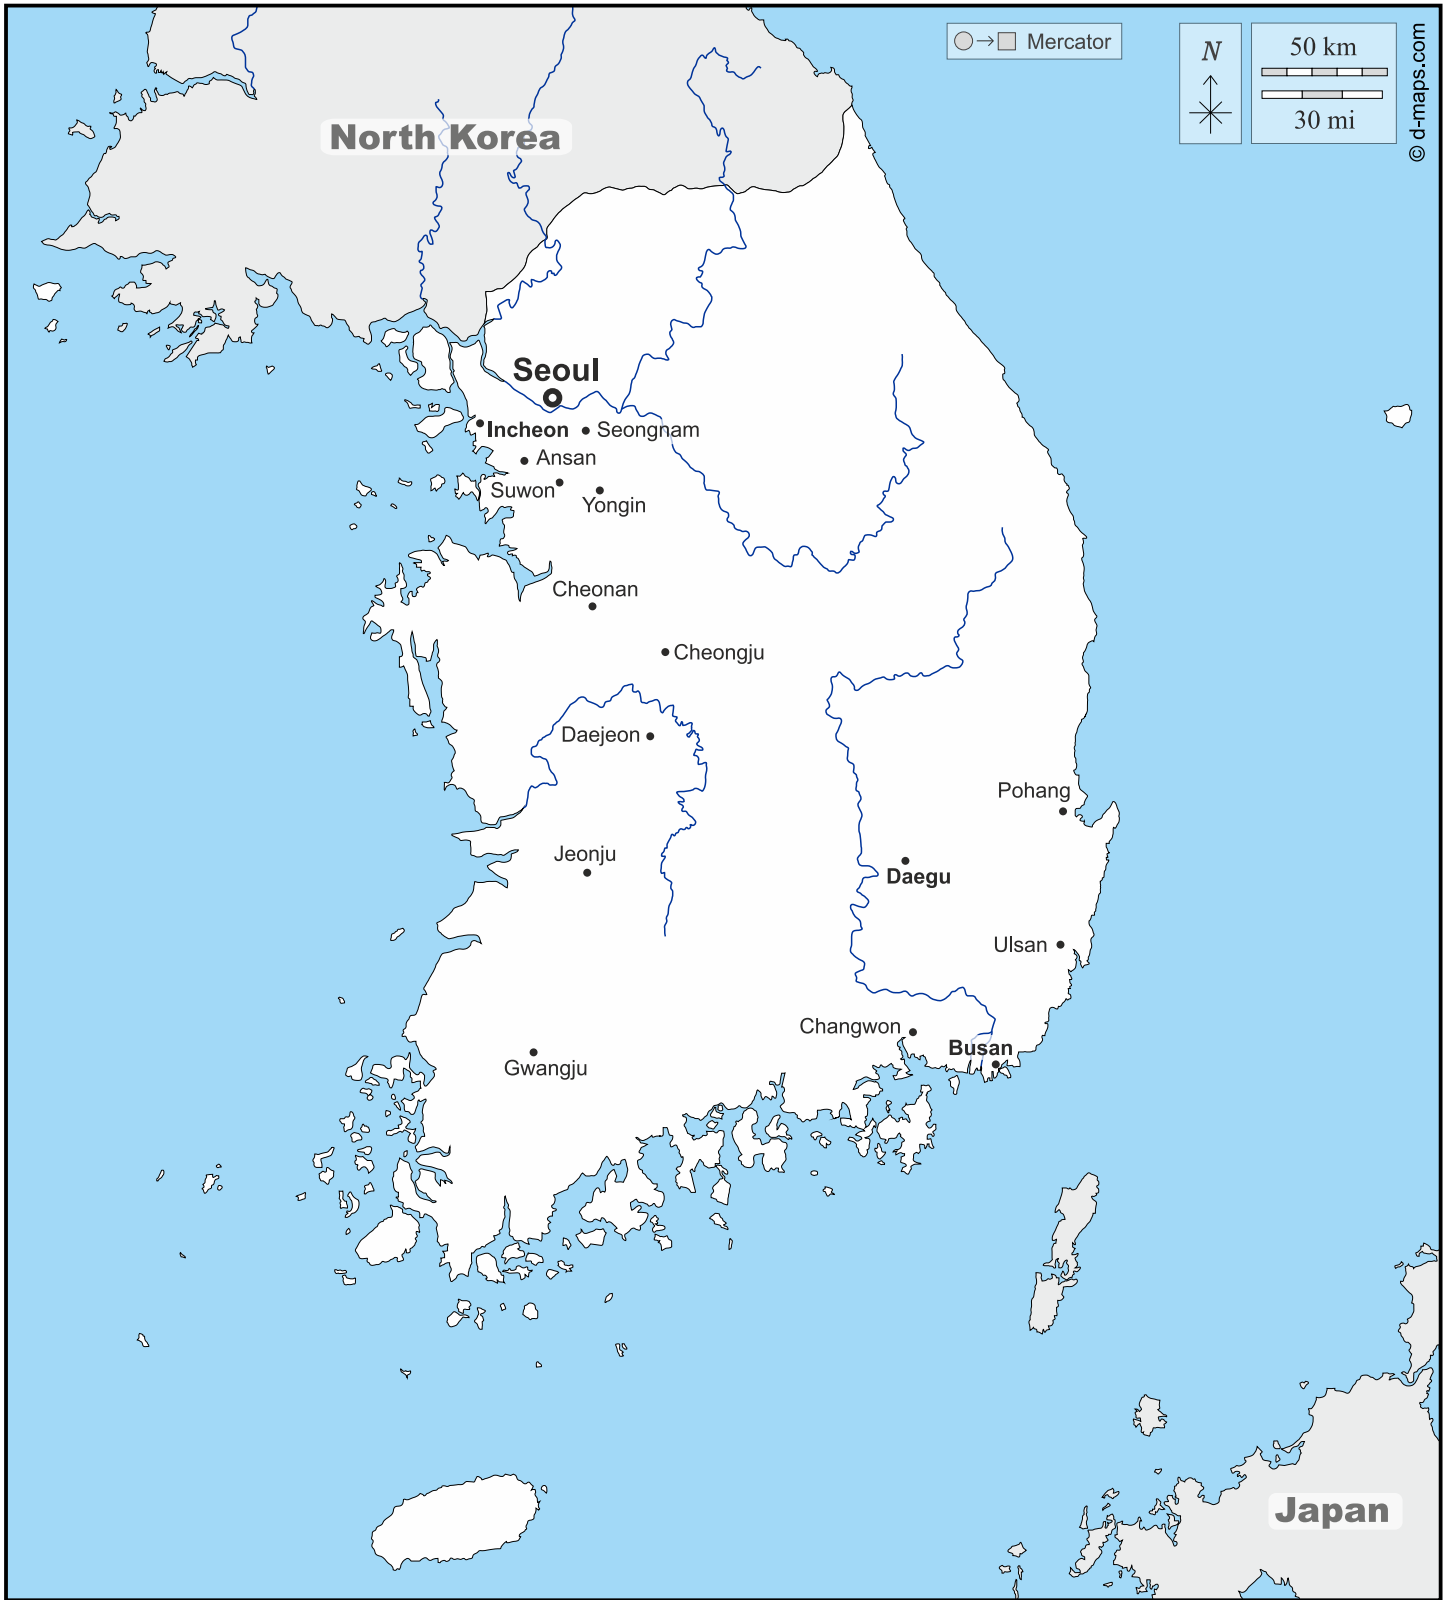 Mercator
N
50 km
30 mi
© d-maps.com
North Korea
Seoul
Incheon
Seongnam
Ansan
Suwon
Yongin
Cheonan
Cheongju
Daejeon
Pohang
Jeonju
Daegu
Ulsan
Changwon
Busan
Gwangju
Japan